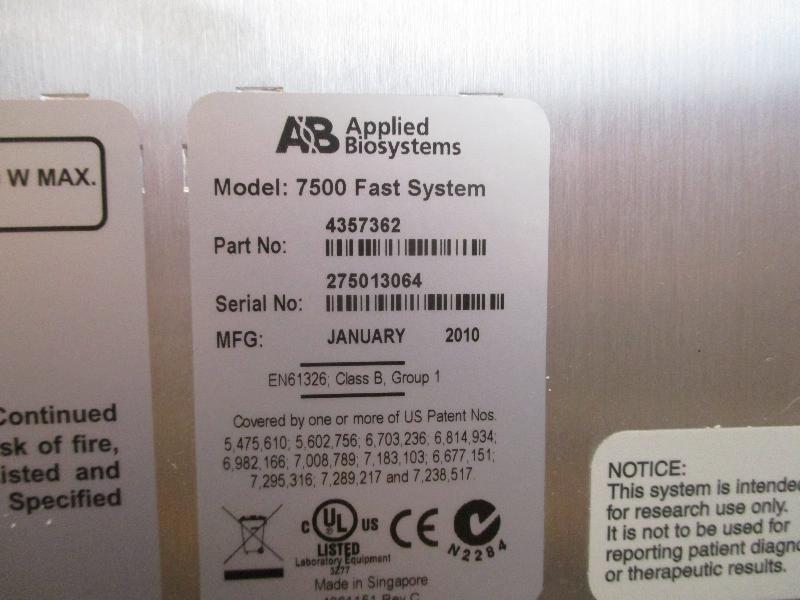 W MAX.
Continued
sk of fire,
isted and
Specified
AB Applied
Biosystems
Model: 7500 Fast System
4357362
Part No:
275013064
Serial No:
MFG: JANUARY 2010
EN61326; Class B, Group 1
Covered by one or more of US Patent Nos.
5,475,610; 5,602,756; 6,703,236; 6,814,934;
6,982,166; 7,008,789; 7,183,103; 6,677,151;
7,295,316; 7,289,217 and 7,238,517.
C UL US
LISTED
Laboratory Equipment
3Z77
CE
N2284
Made in Singapore
Rev C
NOTICE:
This system is intended
for research use only.
It is not to be used for
reporting patient diagno
or therapeutic results.